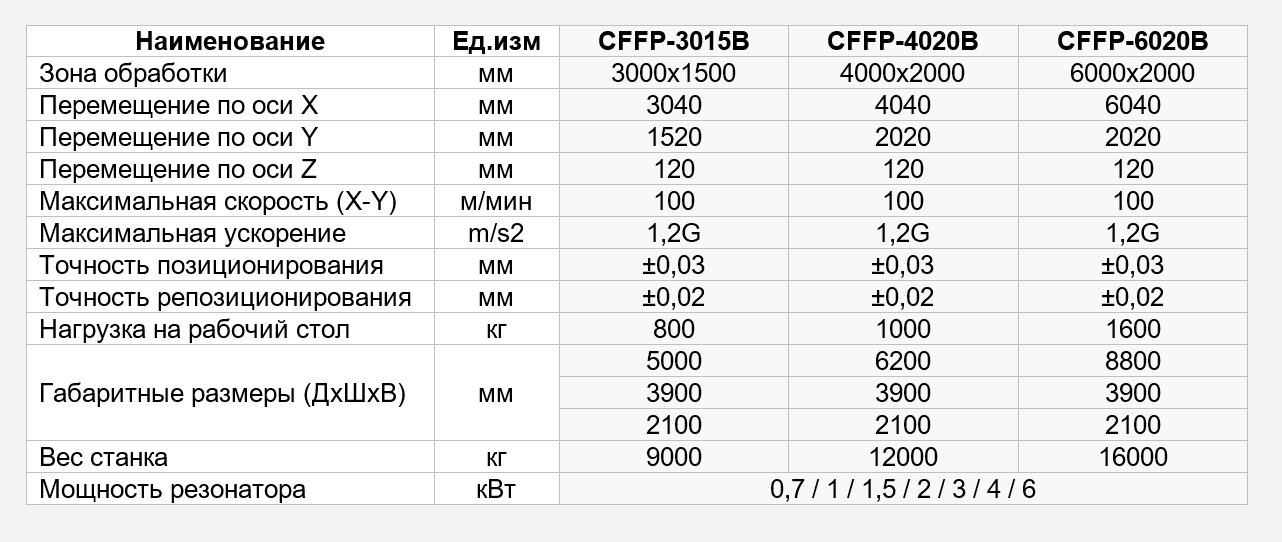 Наименование Ед.изм CFFP-3015B CFFP-4020B CFFP-6020B
Зона обработки мм 3000x1500 4000x2000 6000x2000
Перемещение по оси X мм 3040 4040 6040
Перемещение по оси Y мм 1520 2020 2020
Перемещение по оси Z мм 120 120 120
Максимальная скорость (X-Y) м/мин 100 100 100
Максимальная ускорение m/s2 1,2G 1,2G 1,2G
Точность позиционирования мм ±0,03 ±0,03 ±0,03
Точность репозиционирования мм ±0,02 ±0,02 ±0,02
Нагрузка на рабочий стол кг 800 1000 1600
5000 6200 8800
Габаритные размеры (ДхШхВ) мм 3900 3900 3900
2100 2100 2100
Вес станка кг 9000 12000 16000
Мощность резонатора кВт 0,7 / 1 / 1,5 / 2 / 3 / 4 / 6